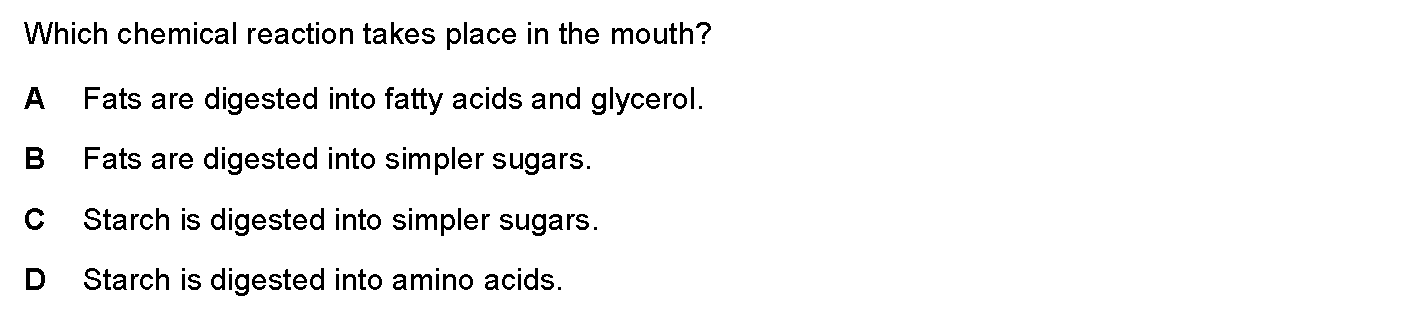 Which chemical reaction takes place in the mouth?
A Fats are digested into fatty acids and glycerol.
B Fats are digested into simpler sugars.
C Starch is digested into simpler sugars.
D Starch is digested into amino acids.